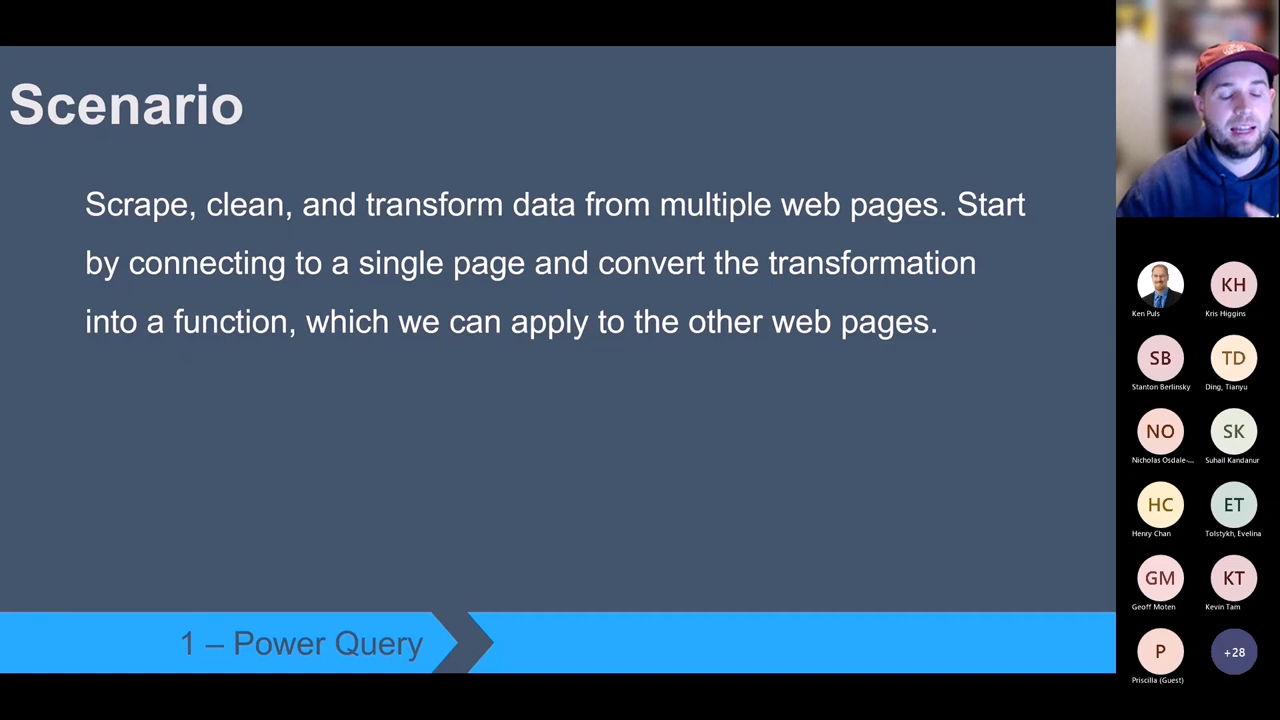 Scenario
Scrape, clean, and transform data from multiple web pages. Start
by connecting to a single page and convert the transformation
into a function, which we can apply to the other web pages.
1 – Power Query
Ken Puls
KH
Kris Higgins
SB
Stanton Berlinsky
TD
Ding, Tianyu
NO
Nicholas Osdale-...
SK
Suhail Kandanur
HC
Henry Chan
ET
Tolstykh, Evelina
GM
Geoff Moten
KT
Kevin Tam
P
Priscilla (Guest)
+28